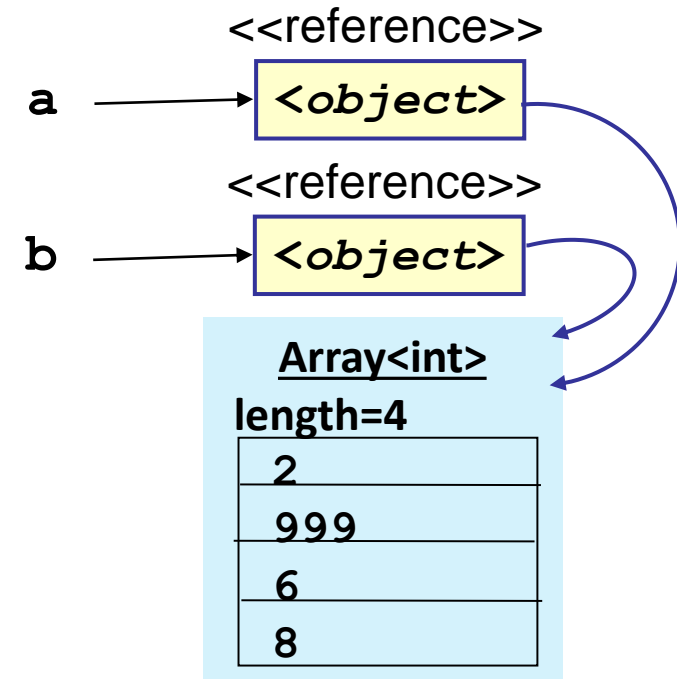 <<reference>>
a <object>
<<reference>>
b <object>
Array<int>
length=4
2
999
6
8